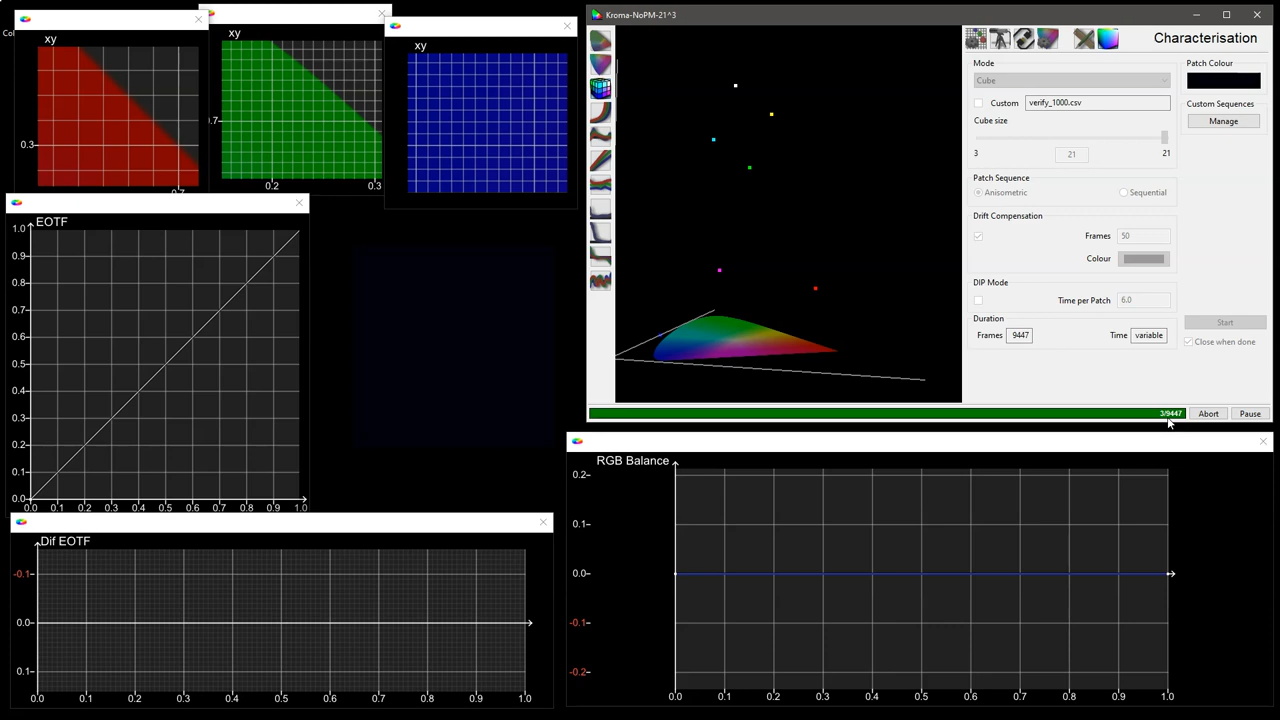 Kroma-NoPM-21^3
xy
0.3
0.7
xy
0.7
0.2
0.3
xy
Characterisation
Mode
Cube
Custom
verify_1000.csv
Cube size
3
21
21
Patch Sequence
Anisometric
Sequential
Drift Compensation
Frames
50
Colour
DIP Mode
Time per Patch
6.0
Duration
Frames
9447
Time
variable
Patch Colour
Custom Sequences
Manage
Start
Close when done
3/9447
Abort
Pause
EOTF
1.0
0.9
0.8
0.7
0.6
0.5
0.4
0.3
0.2
0.1
0.0
0.0 0.1 0.2 0.3 0.4 0.5 0.6 0.7 0.8 0.9 1.0
Dif EOTF
-0.1
0.0
0.1
0.0 0.1 0.2 0.3 0.4 0.5 0.6 0.7 0.8 0.9 1.0
RGB Balance
0.2
0.1
0.0
-0.1
-0.2
0.0 0.1 0.2 0.3 0.4 0.5 0.6 0.7 0.8 0.9 1.0